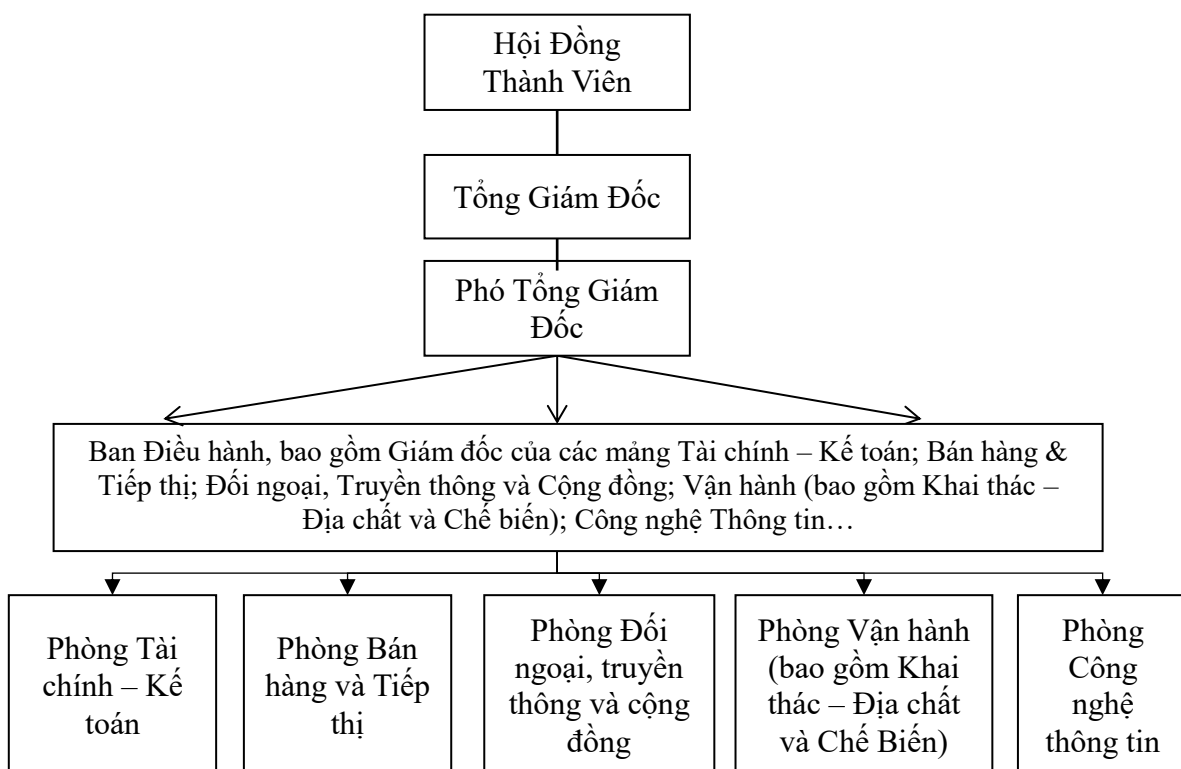 Hội Đồng
Thành Viên
Tổng Giám Đốc
Phó Tổng Giám
Đốc
Ban Điều hành, bao gồm Giám đốc của các mảng Tài chính – Kế toán; Bán hàng &
Tiếp thị; Đối ngoại, Truyền thông và Cộng đồng; Vận hành (bao gồm Khai thác –
Địa chất và Chế biến); Công nghệ Thông tin…
Phòng Tài
chính – Kế
toán
Phòng Bán
hàng và Tiếp
thị
Phòng Đối
ngoại, truyền
thông và cộng
đồng
Phòng Vận hành
(bao gồm Khai
thác – Địa chất
và Chế Biến)
Phòng
Công
nghệ
thông tin